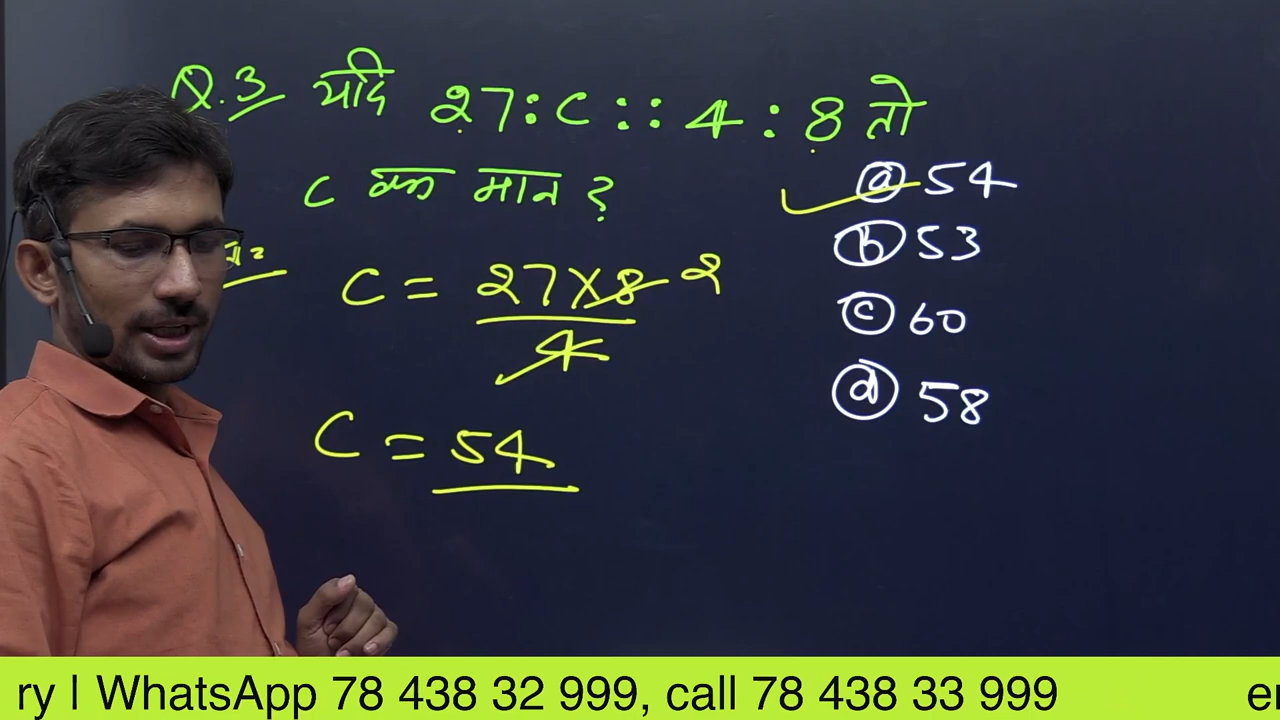 Q.3 यदि 27:C::4:8 तो
C का मान ?
C = 27×8 2
4
C = 54
(a) 54
(b) 53
(c) 60
(d) 58
ry | WhatsApp 78 438 32 999, call 78 438 33 999